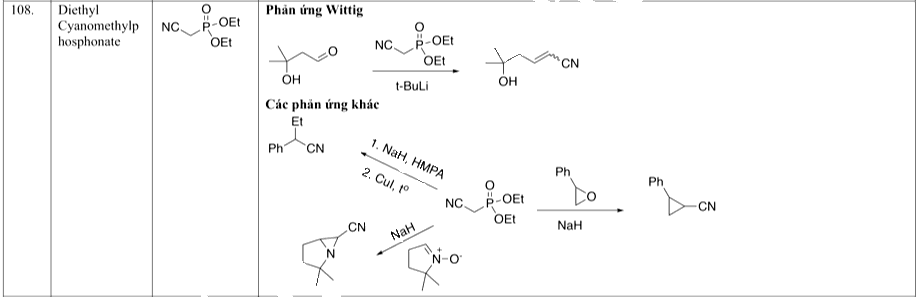 108.
Diethyl
Cyanomethylp
hosphonate
NC
O
P
OEt
OEt
Phản ứng Wittig
O
OH
NC
O
P
OEt
OEt
t-BuLi
OH
CN
Các phản ứng khác
Et
Ph
CN
1. NaH, HMPA
2. CuI, tº
NC
O
P
OEt
OEt
Ph
O
NaH
Ph
CN
NaH
N
CN
N+-O-